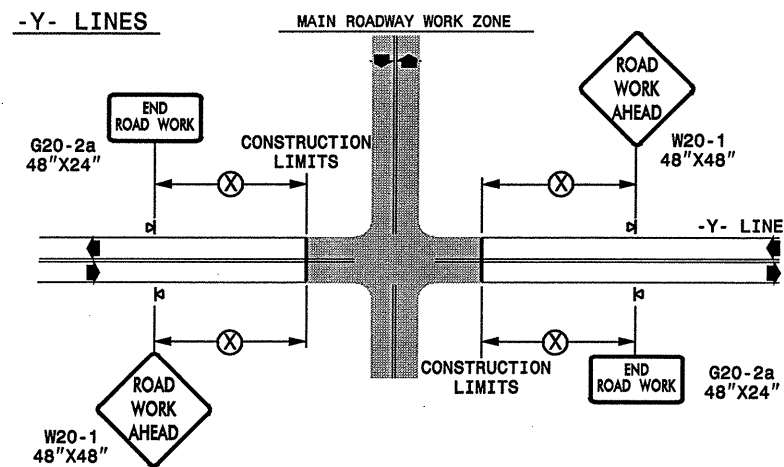 -Y- LINES
MAIN ROADWAY WORK ZONE
END
ROAD WORK
G20-2a
48"X24"
CONSTRUCTION
LIMITS
ROAD
WORK
AHEAD
W20-1
48"X48"
X
X
-Y- LINE
X
X
ROAD
WORK
AHEAD
W20-1
48"X48"
CONSTRUCTION
LIMITS
END
ROAD WORK
G20-2a
48"X24"